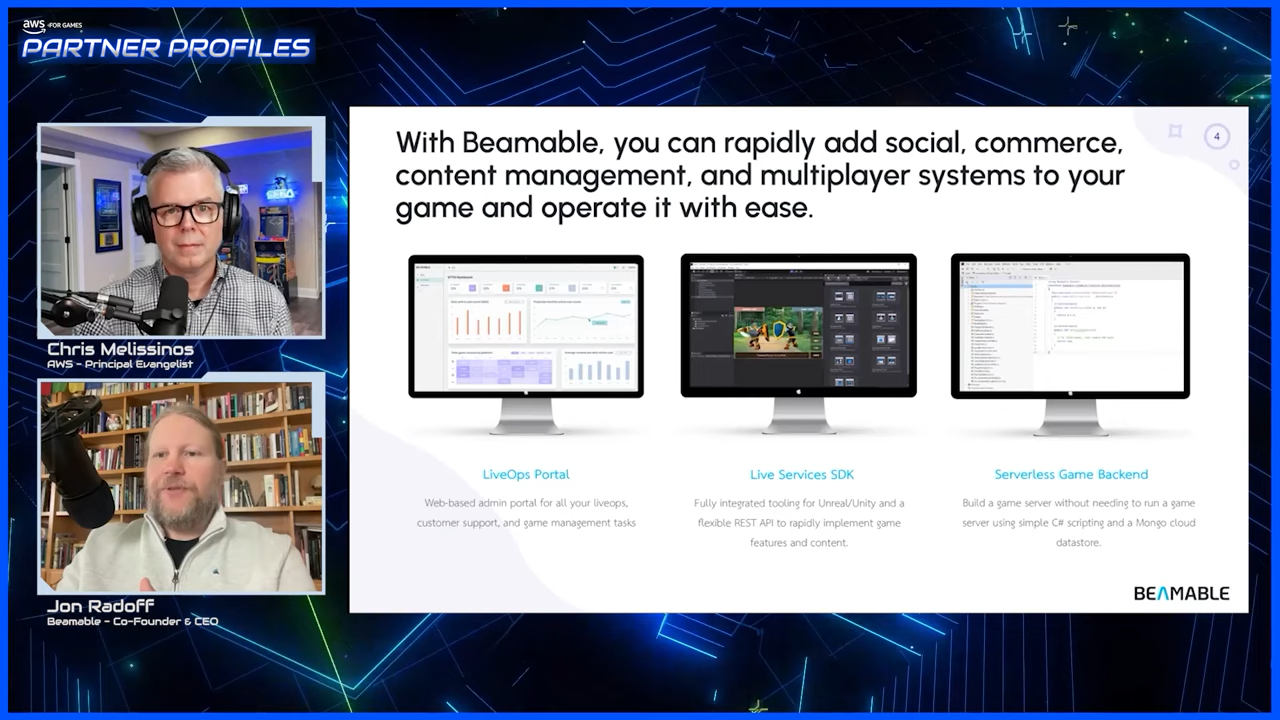 aws FOR GAMES
PARTNER PROFILES
Chris Melissinos
AWS - Principal Evangelist
Jon Radoff
Beamable - Co-Founder & CEO
4
With Beamable, you can rapidly add social, commerce,
content management, and multiplayer systems to your
game and operate it with ease.
LiveOps Portal
Web-based admin portal for all your liveops,
customer support, and game management tasks
Live Services SDK
Fully integrated tooling for Unreal/Unity and a
flexible REST API to rapidly implement game
features and content.
Serverless Game Backend
Build a game server without needing to run a game
server using simple C# scripting and a Mongo cloud
datastore.
BEAMABLE